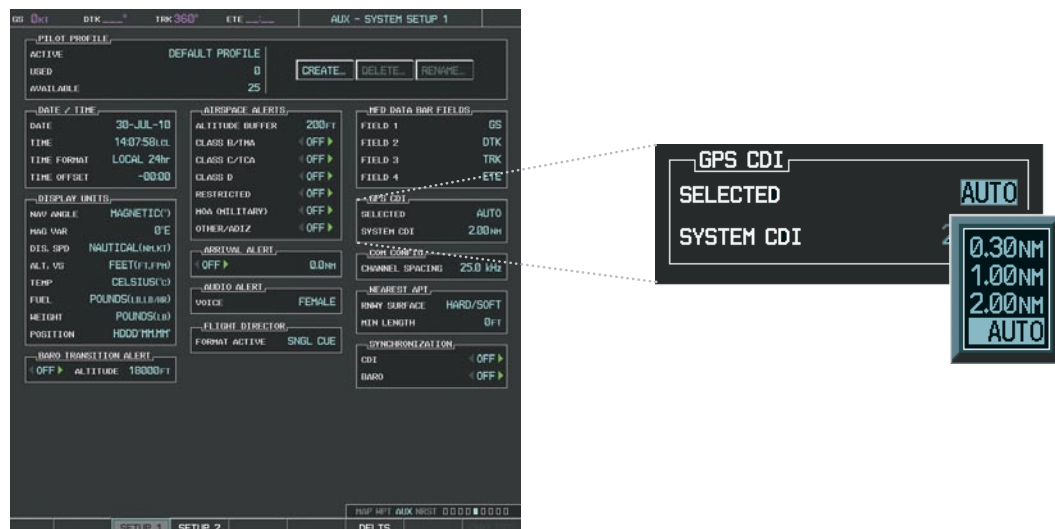 GS 0KT DTK ___° TRK 360° ETE __:__ AUX - SYSTEM SETUP 1
PILOT PROFILE
ACTIVE DEFAULT PROFILE
USED 0
AVAILABLE 25
CREATE… DELETE… RENAME…
DATE / TIME
DATE 30-JUL-10
TIME 14:07:58LCL
TIME FORMAT LOCAL 24hr
TIME OFFSET -00:00
DISPLAY UNITS
NAV ANGLE MAGNETIC(°)
MAG VAR 0°E
DIS, SPD NAUTICAL(NM,KT)
ALT, VS FEET(FT,FPM)
TEMP CELSIUS(°C)
FUEL POUNDS(LB,LB/HR)
WEIGHT POUNDS(LB)
POSITION HDDD°MM.MM'
BARO TRANSITION ALERT
OFF ALTITUDE 18000FT
AIRSPACE ALERTS
ALTITUDE BUFFER 200FT
CLASS B/TMA OFF
CLASS C/TCA OFF
CLASS D OFF
RESTRICTED OFF
MOA (MILITARY) OFF
OTHER/ADIZ OFF
ARRIVAL ALERT
OFF 0.0NM
AUDIO ALERT
VOICE FEMALE
FLIGHT DIRECTOR
FORMAT ACTIVE SNGL CUE
MFD DATA BAR FIELDS
FIELD 1 GS
FIELD 2 DTK
FIELD 3 TRK
FIELD 4 ETE
GPS CDI
SELECTED AUTO
SYSTEM CDI 2.00NM
COM CONFIG
CHANNEL SPACING 25.0 kHz
NEAREST APT
RNWY SURFACE HARD/SOFT
MIN LENGTH 0FT
SYNCHRONIZATION
CDI OFF
BARO OFF
MAP WPT AUX NRST
SETUP 1 SETUP 2 DFLTS
GPS CDI
SELECTED AUTO
SYSTEM CDI 2
0.30NM
1.00NM
2.00NM
AUTO